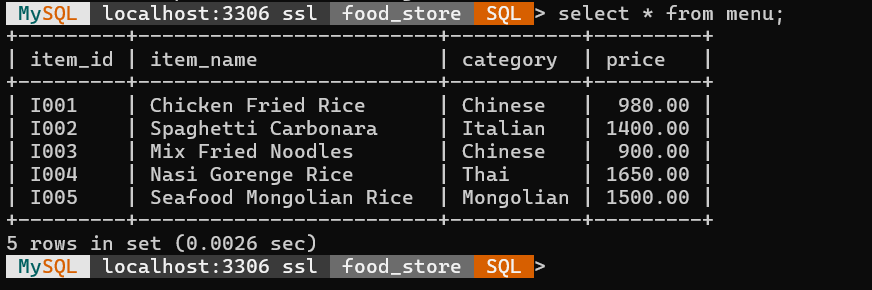 MySQL localhost:3306 ssl food_store SQL > select * from menu;
+---------+-------------------------+-----------+---------+
| item_id | item_name               | category  | price   |
+---------+-------------------------+-----------+---------+
| I001    | Chicken Fried Rice      | Chinese   |  980.00 |
| I002    | Spaghetti Carbonara     | Italian   | 1400.00 |
| I003    | Mix Fried Noodles       | Chinese   |  900.00 |
| I004    | Nasi Gorenge Rice       | Thai      | 1650.00 |
| I005    | Seafood Mongolian Rice  | Mongolian | 1500.00 |
+---------+-------------------------+-----------+---------+
5 rows in set (0.0026 sec)
MySQL localhost:3306 ssl food_store SQL >